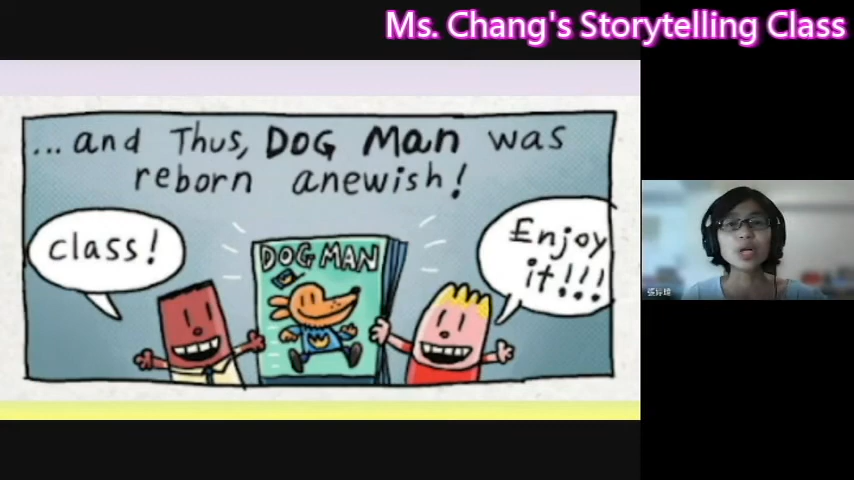 Ms. Chang's Storytelling Class
...and Thus, DOG Man was
reborn anewish!
class!
Enjoy
it!!!
DOG MAN